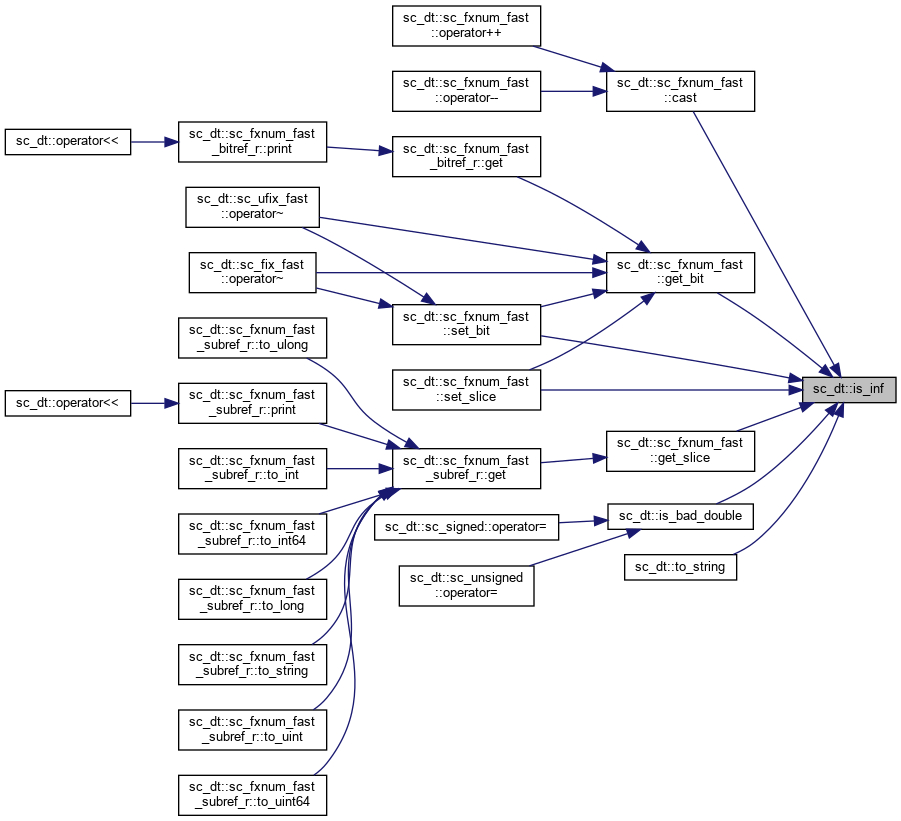 sc_dt::sc_fxnum_fast
::operator++
sc_dt::sc_fxnum_fast
::operator--
sc_dt::sc_fxnum_fast
::cast
sc_dt::operator<<
sc_dt::sc_fxnum_fast
_bitref_r::print
sc_dt::sc_fxnum_fast
_bitref_r::get
sc_dt::sc_ufix_fast
::operator~
sc_dt::sc_fix_fast
::operator~
sc_dt::sc_fxnum_fast
::get_bit
sc_dt::sc_fxnum_fast
::set_bit
sc_dt::sc_fxnum_fast
_subref_r::to_ulong
sc_dt::sc_fxnum_fast
::set_slice
sc_dt::is_inf
sc_dt::operator<<
sc_dt::sc_fxnum_fast
_subref_r::print
sc_dt::sc_fxnum_fast
::get_slice
sc_dt::sc_fxnum_fast
_subref_r::to_int
sc_dt::sc_fxnum_fast
_subref_r::get
sc_dt::is_bad_double
sc_dt::sc_signed::operator=
sc_dt::sc_fxnum_fast
_subref_r::to_int64
sc_dt::to_string
sc_dt::sc_unsigned
::operator=
sc_dt::sc_fxnum_fast
_subref_r::to_long
sc_dt::sc_fxnum_fast
_subref_r::to_string
sc_dt::sc_fxnum_fast
_subref_r::to_uint
sc_dt::sc_fxnum_fast
_subref_r::to_uint64